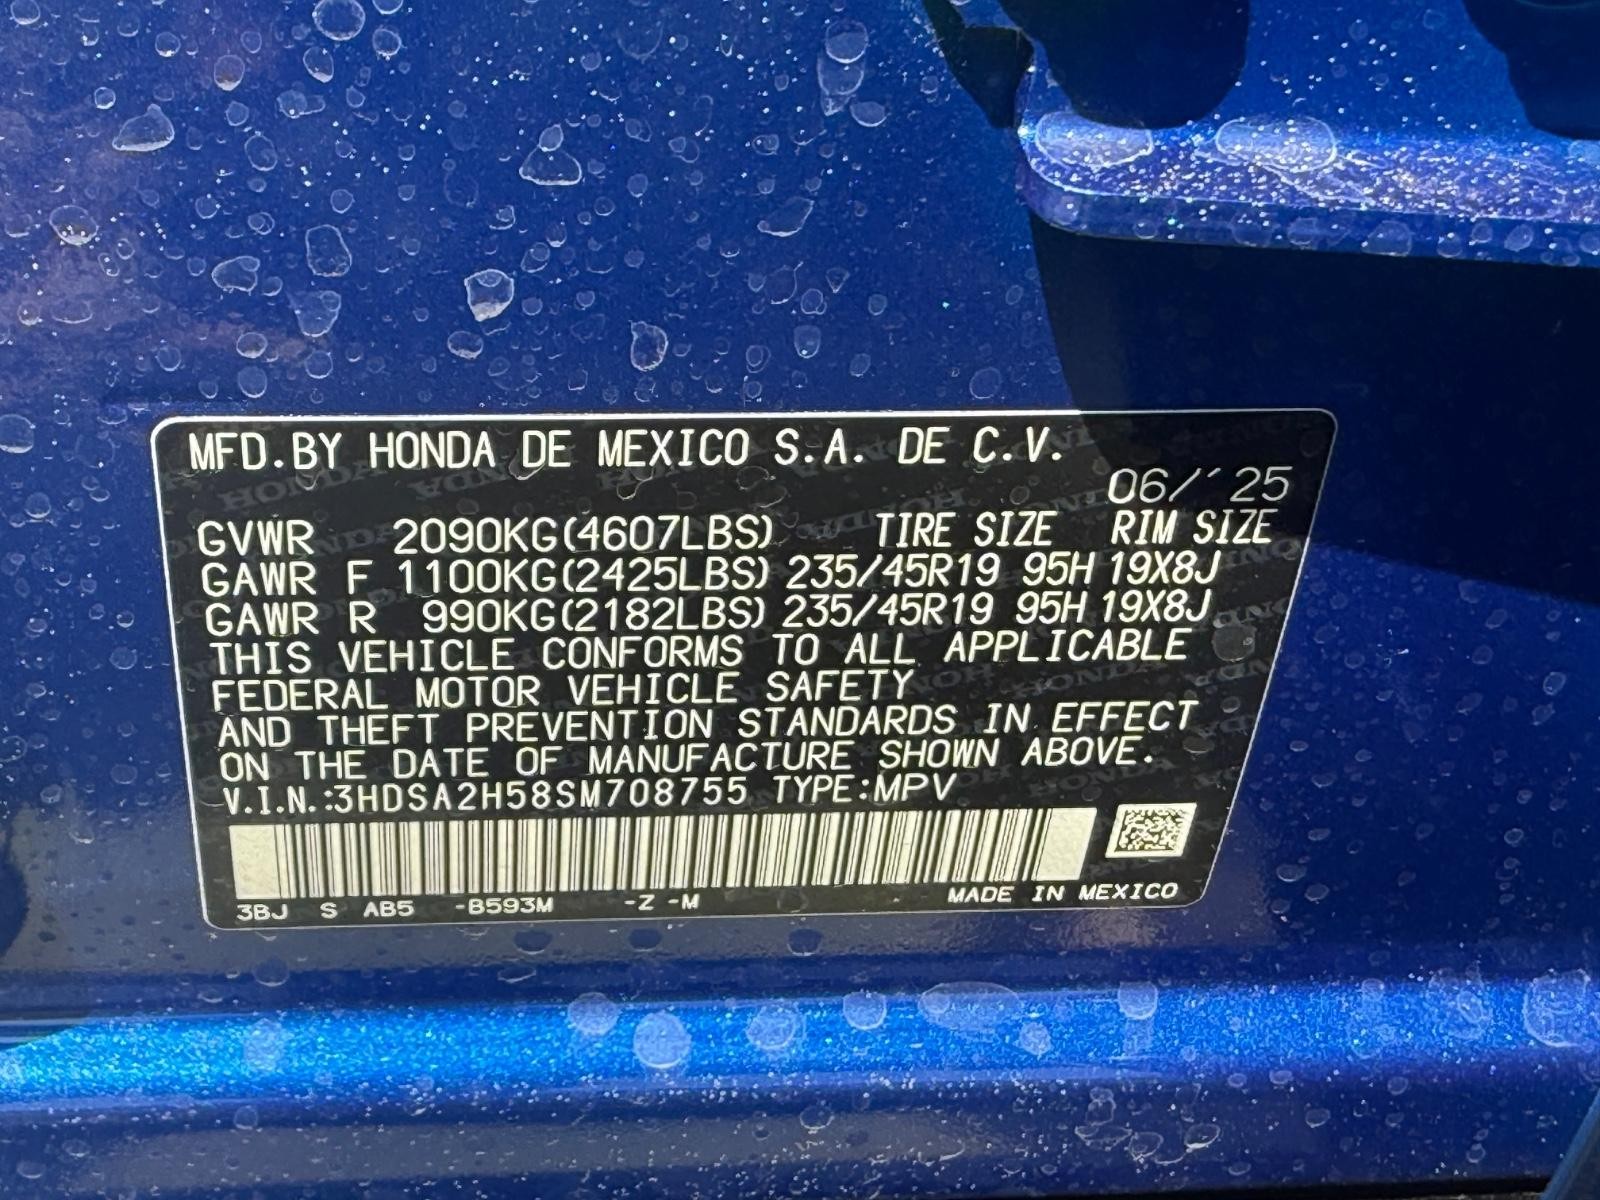 MFD.BY HONDA DE MEXICO S.A. DE C.V.
06/´25
GVWR 2090KG(4607LBS) TIRE SIZE RIM SIZE
GAWR F 1100KG(2425LBS) 235/45R19 95H 19X8J
GAWR R 990KG(2182LBS) 235/45R19 95H 19X8J
THIS VEHICLE CONFORMS TO ALL APPLICABLE
FEDERAL MOTOR VEHICLE SAFETY
AND THEFT PREVENTION STANDARDS IN EFFECT
ON THE DATE OF MANUFACTURE SHOWN ABOVE.
V.I.N.:3HDSA2H58SM708755 TYPE:MPV
3BJ S AB5 -B593M -Z -M MADE IN MEXICO